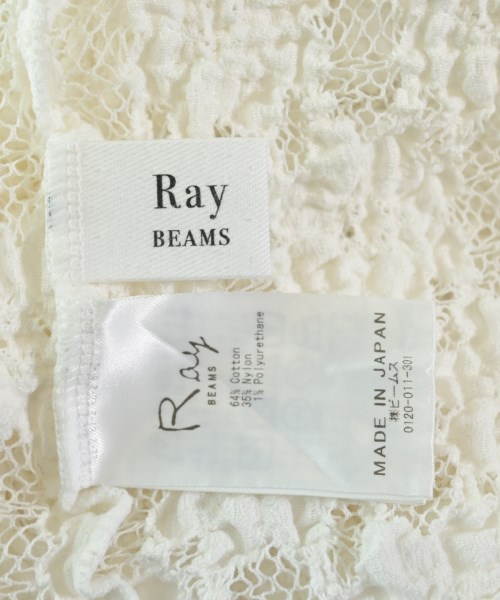 Ray
BEAMS
Ray
BEAMS
64% Cotton
35% Nylon
1% Polyurethane
MADE IN JAPAN
㈱ビームス
0120-011-301